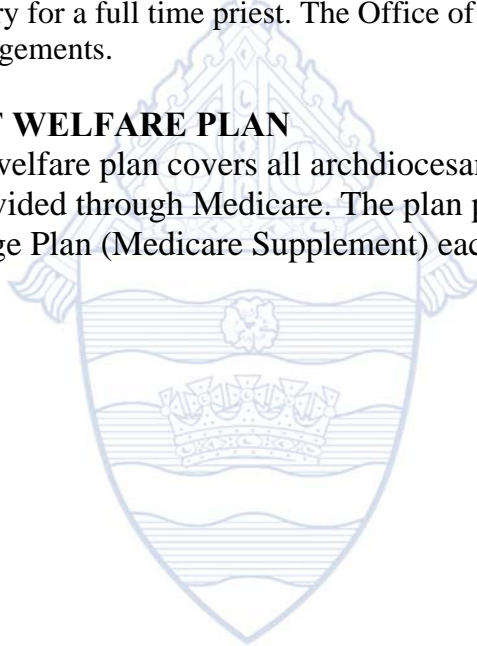 ry for a full time priest. The Office of
gements.
WELFARE PLAN
welfare plan covers all archdiocesan
vided through Medicare. The plan p
ge Plan (Medicare Supplement) eac